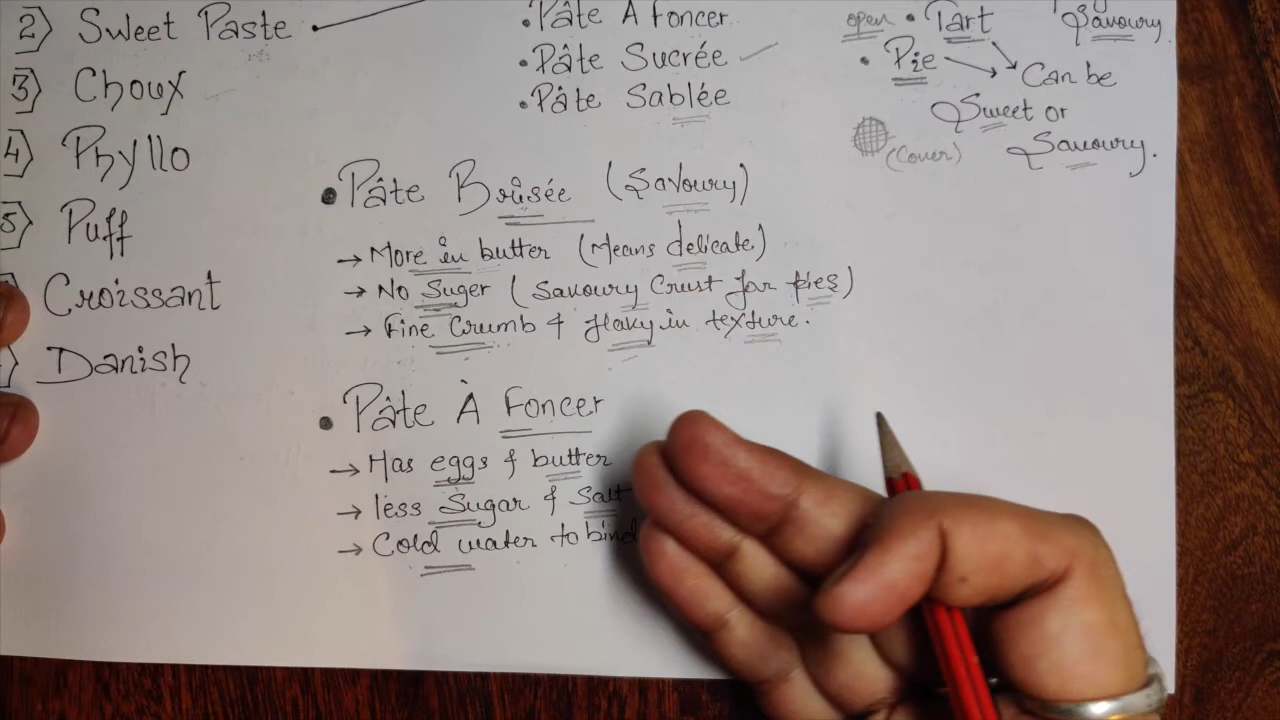 2) Sweet Paste
3) Choux
4) Phyllo
5) Puff
Croissant
Danish
• Pâte A Foncer
• Pâte Sucrée
• Pâte Sablée
Savoury
open • Tart
• Pie → Can be
Sweet or
(Cover) Savoury.
• Pâte Brûsée (Savoury)
→ More in butter (Means delicate)
→ No Suger (Savoury Crust for pies)
→ Fine Crumb & flaky in texture.
• Pâte À Foncer
→ Has eggs & butter
→ less Sugar & Salt
→ Cold water to bind